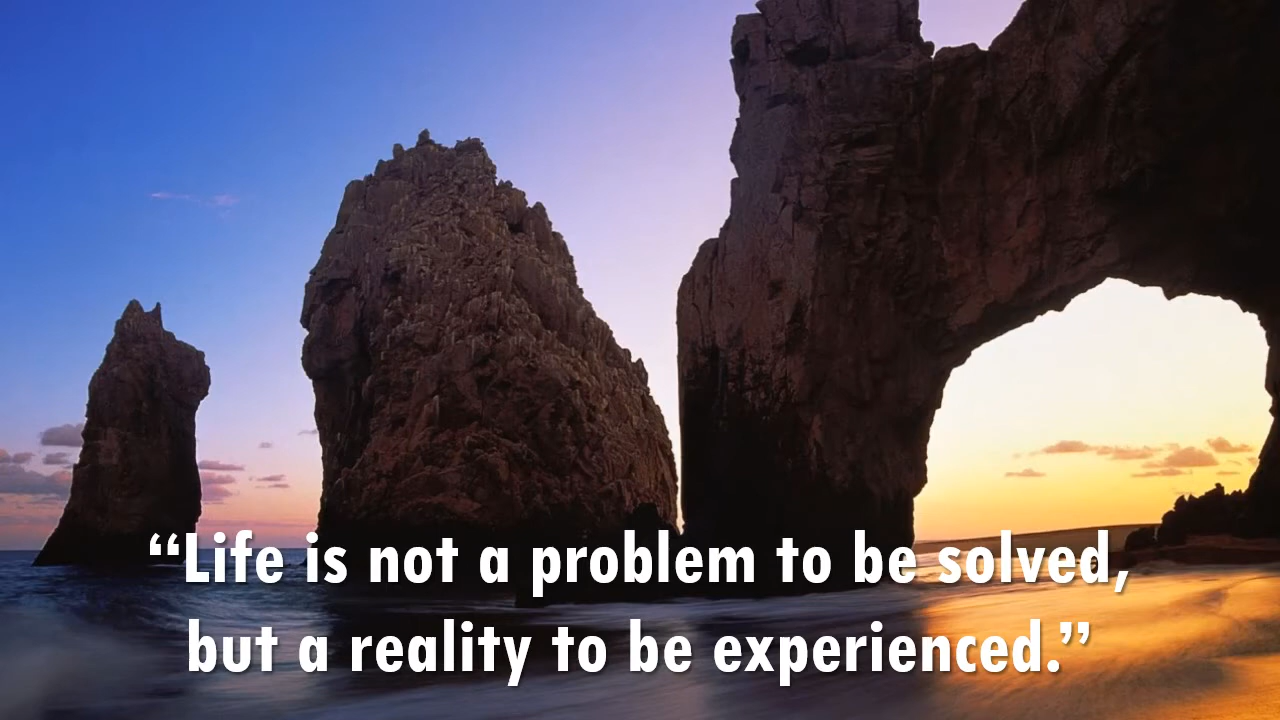 “Life is not a problem to be solved,
but a reality to be experienced.”